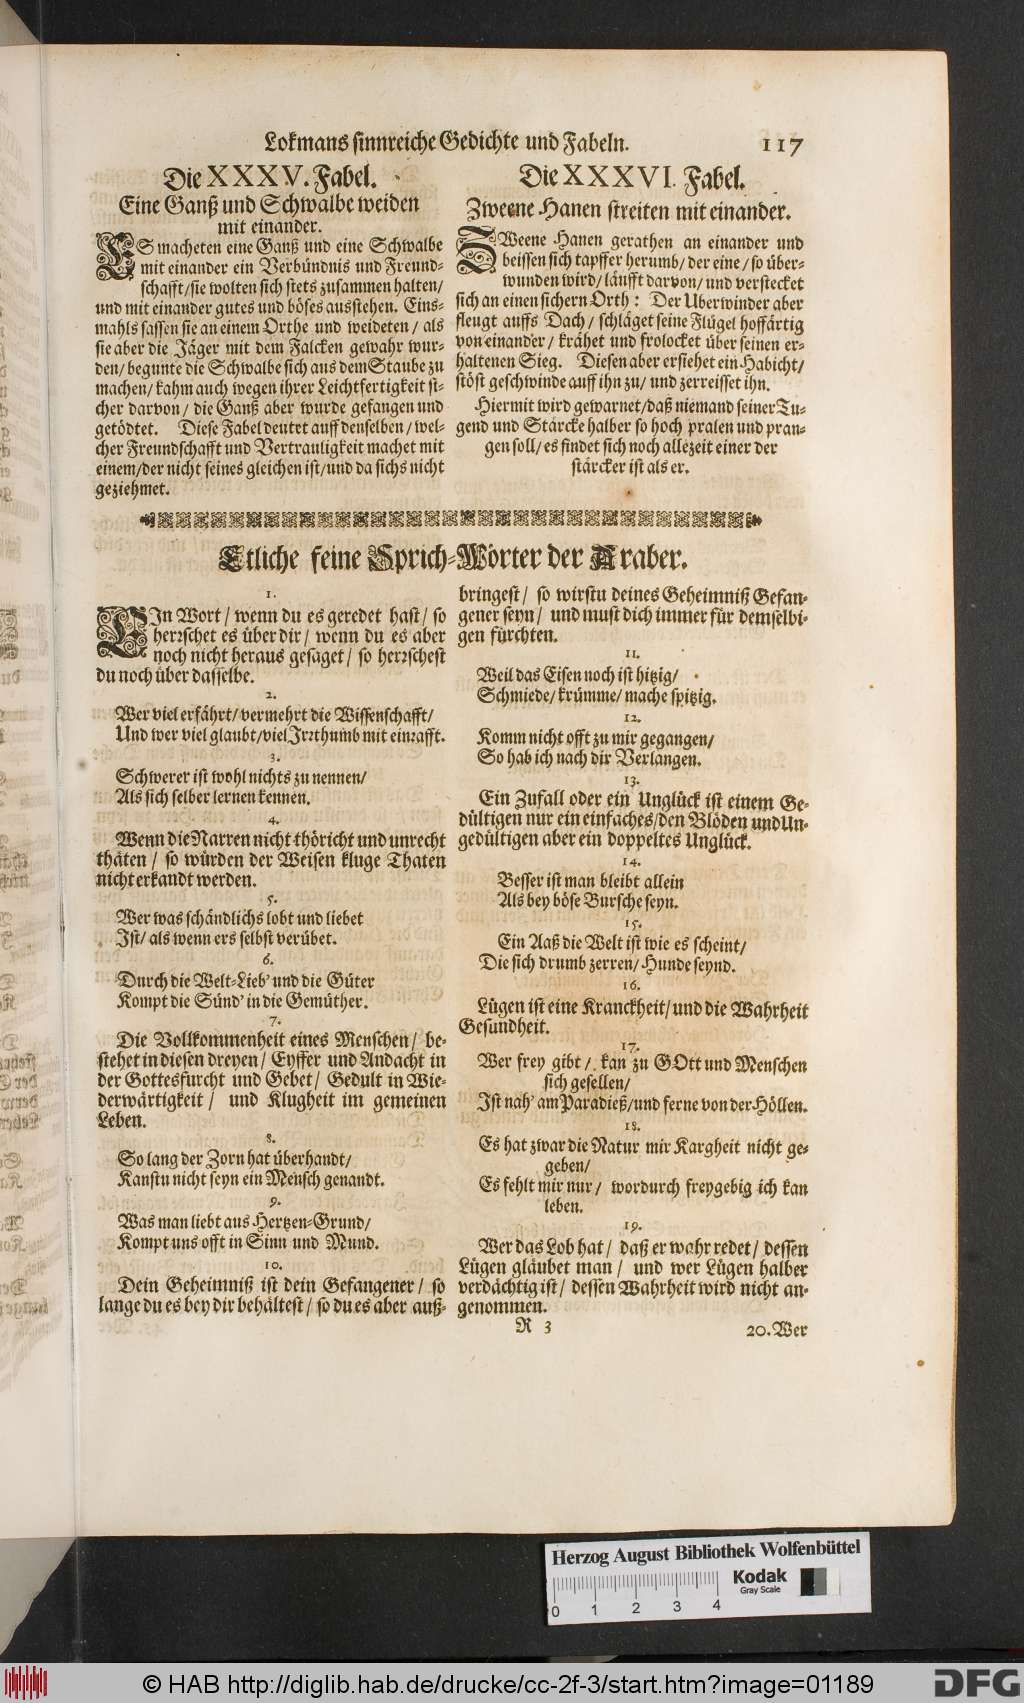 Lokmans sinnreiche Gedichte und Fabeln. 117
Die XXXV. Fabel.
Eine Ganß und Schwalbe weiden
mit einander.
ES macheten eine Ganß und eine Schwalbe
mit einander ein Verbündnis und Freund-
schafft/ sie wolten sich stets zusammen halten/
und mit einander gutes und böses ausstehen. Eins-
mahls sassen sie an einem Orthe und weideten/ als
sie aber die Jäger mit dem Falcken gewahr wur-
den/ begunte die Schwalbe sich aus dem Staube zu
machen/ kahm auch wegen ihrer Leichtfertigkeit si-
cher darvon/ die Ganß aber wurde gefangen und
getödtet. Diese Fabel deutet auff denselben/ wel-
cher Freundschafft und Vertrauligkeit machet mit
einem/ der nicht seines gleichen ist/ und da sichs nicht
geziehmet.
Die XXXVI. Fabel.
Zweene Hanen streiten mit einander.
ZWeene Hanen gerathen an einander und
beissen sich tapffer herumb/ der eine/ so über-
wunden wird/ läufft darvon/ und verstecket
sich an einen sichern Orth: Der Uberwinder aber
fleugt auffs Dach/ schläget seine Flügel hoffärtig
von einander/ krähet und frolocket über seinen er-
haltenen Sieg. Diesen aber ersiehet ein Habicht/
stöst geschwinde auff ihn zu/ und zerreisset ihn.
Hiermit wird gewarnet/ daß niemand seiner Tu-
gend und Stärcke halber so hoch pralen und pran-
gen soll/ es findet sich noch allezeit einer der
stärcker ist als er.
Etliche feine Sprich-Wörter der Araber.
1.
EIn Wort/ wenn du es geredet hast/ so
herrschet es über dir/ wenn du es aber
noch nicht heraus gesaget/ so herrschest
du noch über dasselbe.
2.
Wer viel erfährt/ vermehrt die Wissenschafft/
Und wer viel glaubt/ viel Irrthumb mit einrafft.
3.
Schwerer ist wohl nichts zu nennen/
Als sich selber lernen kennen.
4.
Wenn die Narren nicht thöricht und unrecht
thäten/ so würden der Weisen kluge Thaten
nicht erkandt werden.
5.
Wer was schändlichs lobt und liebet
Ist/ als wenn ers selbst verübet.
6.
Durch die Welt-Lieb' und die Güter
Kompt die Sünd' in die Gemüther.
7.
Die Vollkommenheit eines Menschen/ be-
stehet in diesen dreyen/ Eyffer und Andacht in
der Gottesfurcht und Gebet/ Gedult in Wie-
derwärtigkeit/ und Klugheit im gemeinen
Leben.
8.
So lang der Zorn hat überhandt/
Kanstu nicht seyn ein Mensch genandt.
9.
Was man liebt aus Hertzen-Grund/
Kompt uns offt in Sinn und Mund.
10.
Dein Geheimniß ist dein Gefangener/ so
lange du es bey dir behältest/ so du es aber auß-
bringest/ so wirstu deines Geheimniß Gefan-
gener seyn/ und must dich immer für demselbi-
gen fürchten.
11.
Weil das Eisen noch ist hitzig/
Schmiede/ krümme/ mache spitzig.
12.
Komm nicht offt zu mir gegangen/
So hab ich nach dir Verlangen.
13.
Ein Zufall oder ein Unglück ist einem Ge-
dültigen nur ein einfaches/ den Blöden und Un-
gedültigen aber ein doppeltes Unglück.
14.
Besser ist man bleibt allein
Als bey böse Bursche seyn.
15.
Ein Aaß die Welt ist wie es scheint/
Die sich drumb zerren/ Hunde seynd.
16.
Lügen ist eine Kranckheit/ und die Wahrheit
Gesundheit.
17.
Wer frey gibt/ kan zu GOtt und Menschen
sich gesellen/
Ist nah' am Paradieß/ und ferne von der Höllen.
18.
Es hat zwar die Natur mir Kargheit nicht ge-
geben/
Es fehlt mir nur/ wordurch freygebig ich kan
leben.
19.
Wer das Lob hat/ daß er wahr redet/ dessen
Lügen gläubet man/ und wer Lügen halber
verdächtig ist/ dessen Wahrheit wird nicht an-
genommen.
R 3 20. Wer
Herzog August Bibliothek Wolfenbüttel
Kodak
Gray Scale
0 1 2 3 4
© HAB http://diglib.hab.de/drucke/cc-2f-3/start.htm?image=01189
DFG